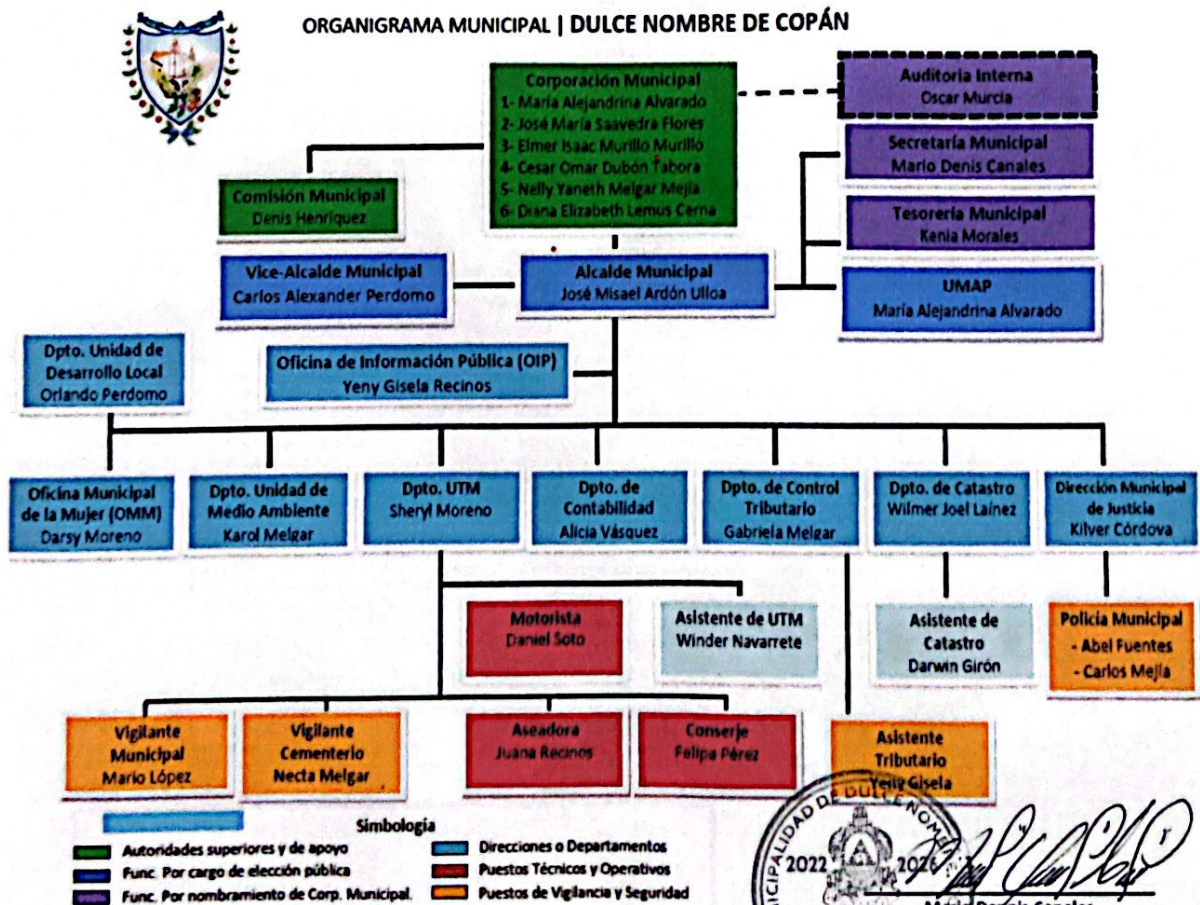 ORGANIGRAMA MUNICIPAL | DULCE NOMBRE DE COPÁN
Corporación Municipal
1- María Alejandrina Alvarado
2- José María Saavedra Flores
3- Elmer Isaac Murillo Murillo
4- Cesar Omar Dubón Tabora
5- Nelly Yaneth Melgar Mejía
6- Diana Elizabeth Lemus Cerna
Auditoria Interna
Oscar Murcia
Secretaría Municipal
Mario Denis Canales
Tesorería Municipal
Kenia Morales
Comisión Municipal
Denis Henríquez
Vice-Alcalde Municipal
Carlos Alexander Perdomo
Alcalde Municipal
José Misael Ardón Ulloa
UMAP
María Alejandrina Alvarado
Dpto. Unidad de
Desarrollo Local
Orlando Perdomo
Oficina de Información Pública (OIP)
Yeny Gisela Recinos
Oficina Municipal
de la Mujer (OMM)
Darsy Moreno
Dpto. Unidad de
Medio Ambiente
Karol Melgar
Dpto. UTM
Sheryl Moreno
Dpto. de
Contabilidad
Alicia Vásquez
Dpto. de Control
Tributario
Gabriela Melgar
Dpto. de Catastro
Wilmer Joel Laínez
Dirección Municipal
de Justicia
Kilver Córdova
Motorista
Daniel Soto
Asistente de UTM
Winder Navarrete
Asistente de
Catastro
Darwin Girón
Policía Municipal
- Abel Fuentes
- Carlos Mejía
Vigilante
Municipal
Mario López
Vigilante
Cementerio
Necta Melgar
Aseadora
Juana Recinos
Conserje
Felipa Pérez
Asistente
Tributario
Yeny Gisela
Simbología
Autoridades superiores y de apoyo
Func. Por cargo de elección pública
Func. Por nombramiento de Corp. Municipal.
Direcciones o Departamentos
Puestos Técnicos y Operativos
Puestos de Vigilancia y Seguridad
DE DULCE NOMBRE
2022 2026